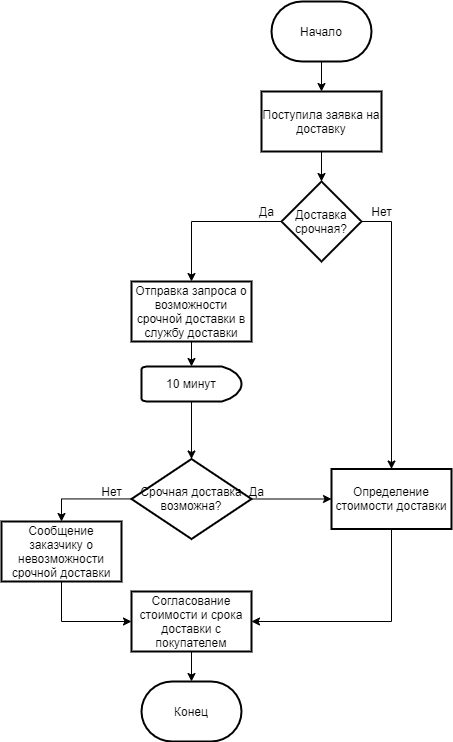 Начало
Поступила заявка на
доставку
Да
Доставка
срочная?
Нет
Отправка запроса о
возможности
срочной доставки в
службу доставки
10 минут
Нет
Срочная доставка
возможна?
Да
Определение
стоимости доставки
Сообщение
заказчику о
невозможности
срочной доставки
Согласование
стоимости и срока
доставки с
покупателем
Конец